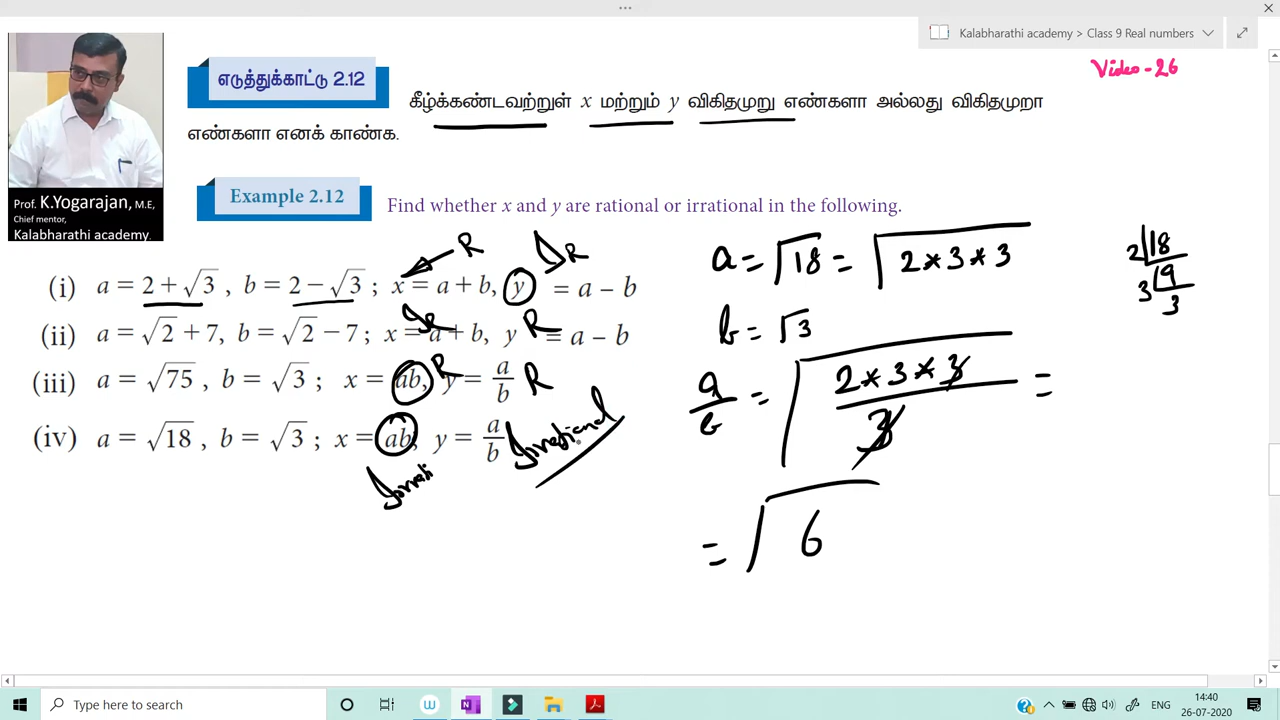 Kalabharathi academy > Class 9 Real numbers
Video - 26
எடுத்துக்காட்டு 2.12
கீழ்க்கண்டவற்றுள் x மற்றும் y விகிதமுறு எண்களா அல்லது விகிதமுறா
எண்களா எனக் காண்க.
Prof. K.Yogarajan, M.E,
Chief mentor,
Kalabharathi academy.
Example 2.12
Find whether x and y are rational or irrational in the following.
R
R
(i) a = 2 + √3 , b = 2 − √3 ; x = a + b, y = a − b
(ii) a = √2 + 7, b = √2 − 7 ; x = a + b, y = a − b
R
R
(iii) a = √75 , b = √3 ; x = ab, y = a/b
R
R
(iv) a = √18 , b = √3 ; x = ab, y = a/b
Irrational
Irrati
a = √18 = √2*3*3
2 18
3 9
3
b = √3
a/b = √2*3*3/3 =
= √6
Type here to search
ENG
14:40
26-07-2020